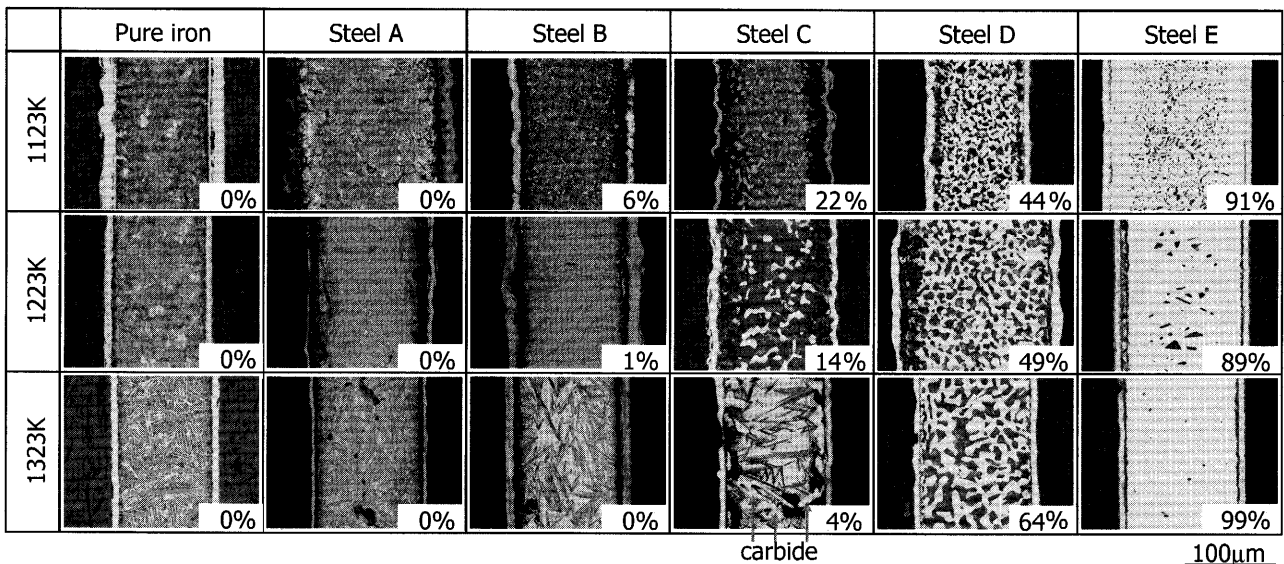 Pure iron Steel A Steel B Steel C Steel D Steel E
1123K 0% 0% 6% 22% 44% 91%
1223K 0% 0% 1% 14% 49% 89%
1323K 0% 0% 0% 4% 64% 99%
carbide
100μm